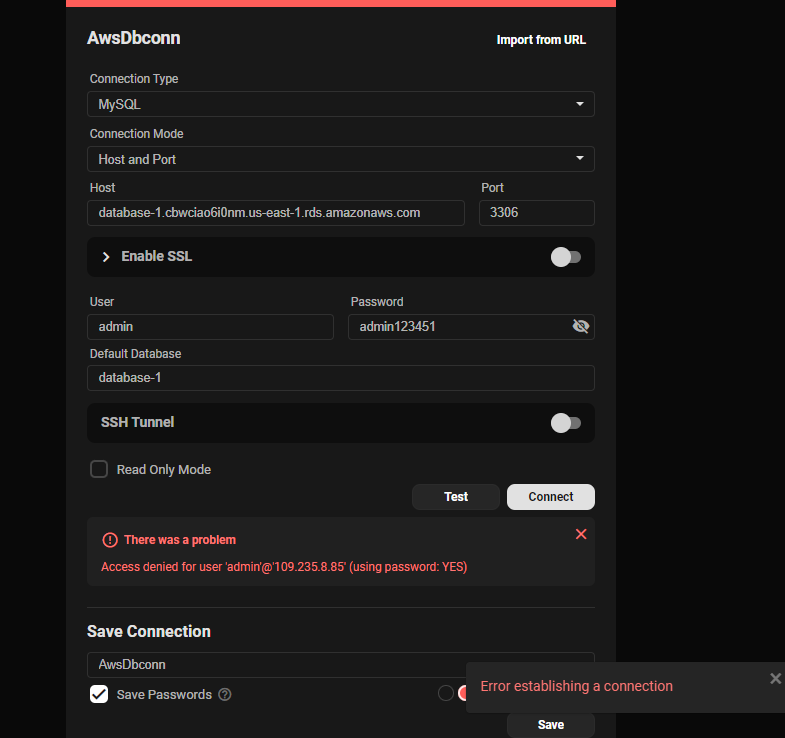 AwsDbconn
Import from URL
Connection Type
MySQL
Connection Mode
Host and Port
Host
Port
database-1.cbwciao6i0nm.us-east-1.rds.amazonaws.com
3306
Enable SSL
User
Password
admin
admin123451
Default Database
database-1
SSH Tunnel
Read Only Mode
Test
Connect
There was a problem
Access denied for user 'admin'@'109.235.8.85' (using password: YES)
Save Connection
AwsDbconn
Save Passwords
Error establishing a connection
Save